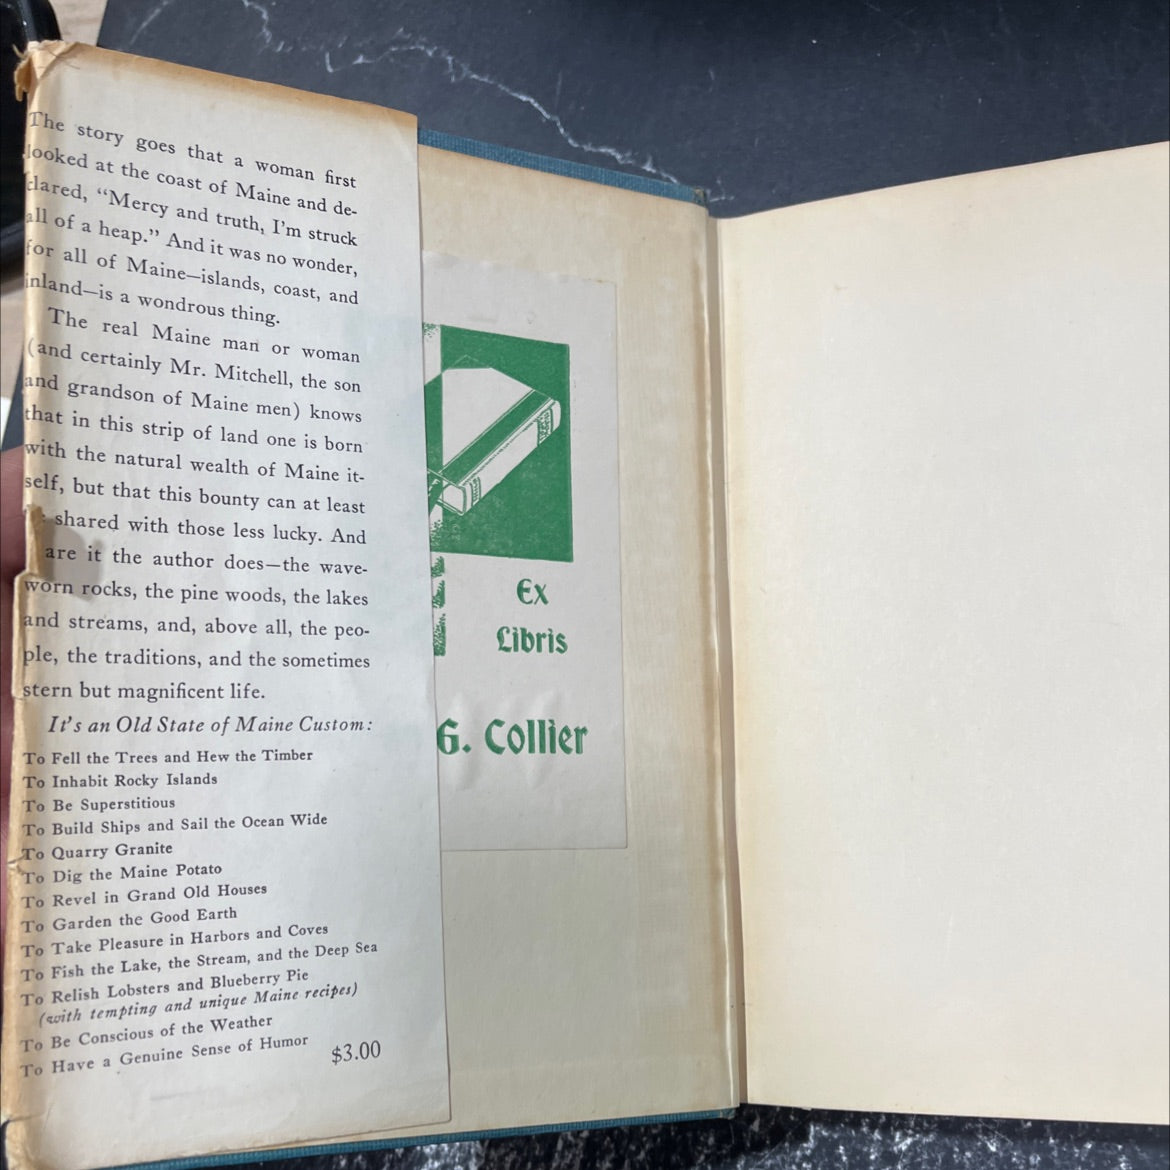 The story goes that a woman first
looked at the coast of Maine and de-
clared, “Mercy and truth, I’m struck
all of a heap.” And it was no wonder,
for all of Maine—islands, coast, and
inland—is a wondrous thing.
The real Maine man or woman
(and certainly Mr. Mitchell, the son
and grandson of Maine men) knows
that in this strip of land one is born
with the natural wealth of Maine it-
self, but that this bounty can at least
shared with those less lucky. And
are it the author does—the wave-
worn rocks, the pine woods, the lakes
and streams, and, above all, the peo-
ple, the traditions, and the sometimes
stern but magnificent life.
It’s an Old State of Maine Custom:
To Fell the Trees and Hew the Timber
To Inhabit Rocky Islands
To Be Superstitious
To Build Ships and Sail the Ocean Wide
To Quarry Granite
To Dig the Maine Potato
To Revel in Grand Old Houses
To Garden the Good Earth
To Take Pleasure in Harbors and Coves
To Fish the Lake, the Stream, and the Deep Sea
To Relish Lobsters and Blueberry Pie
(with tempting and unique Maine recipes)
To Be Conscious of the Weather
To Have a Genuine Sense of Humor
$3.00
Ex
Libris
G. Collier